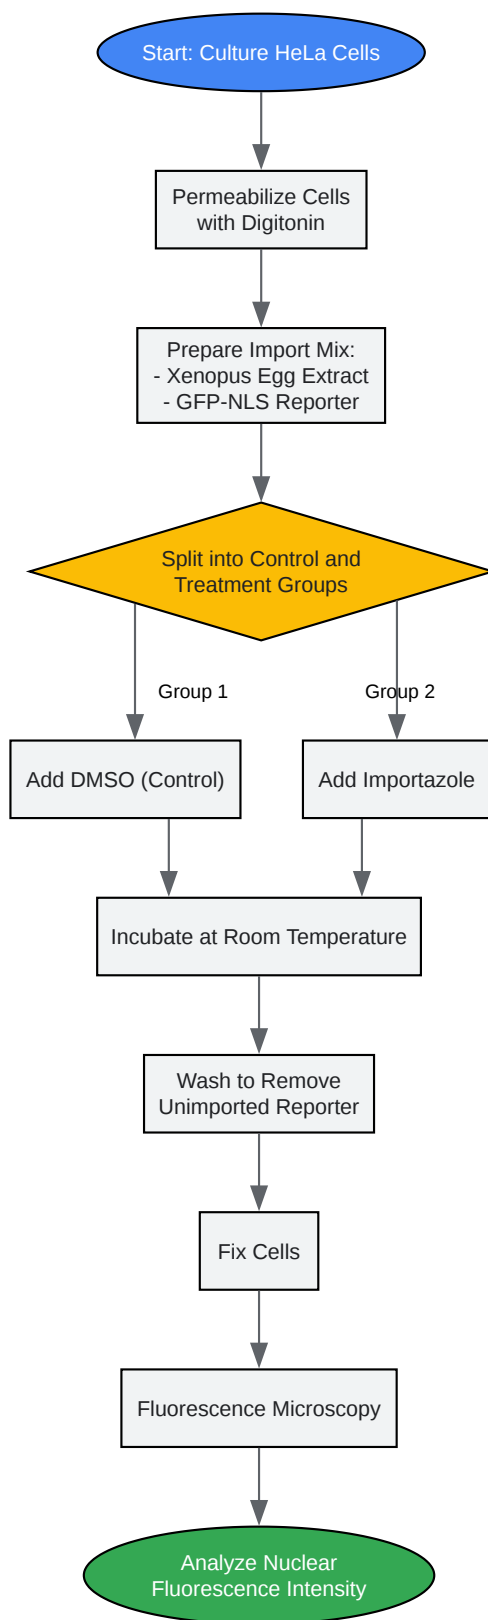 Start: Culture HeLa Cells
Permeabilize Cells
with Digitonin
Prepare Import Mix:
- Xenopus Egg Extract
- GFP-NLS Reporter
Split into Control and
Treatment Groups
Group 1
Group 2
Add DMSO (Control)
Add Importazole
Incubate at Room Temperature
Wash to Remove
Unimported Reporter
Fix Cells
Fluorescence Microscopy
Analyze Nuclear
Fluorescence Intensity